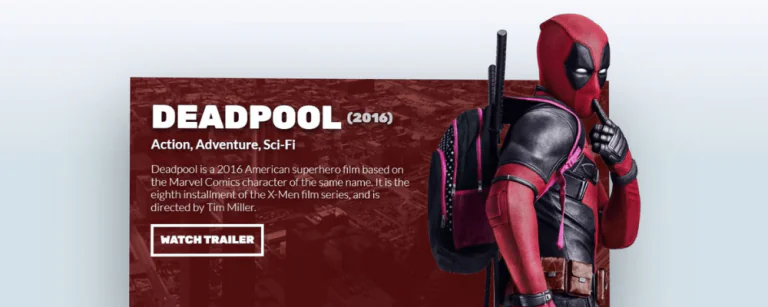 DEADPOOL (2016)
Action, Adventure, Sci-Fi
Deadpool is a 2016 American superhero film based on
the Marvel Comics character of the same name. It is the
eighth installment of the X-Men film series, and is
directed by Tim Miller.
WATCH TRAILER